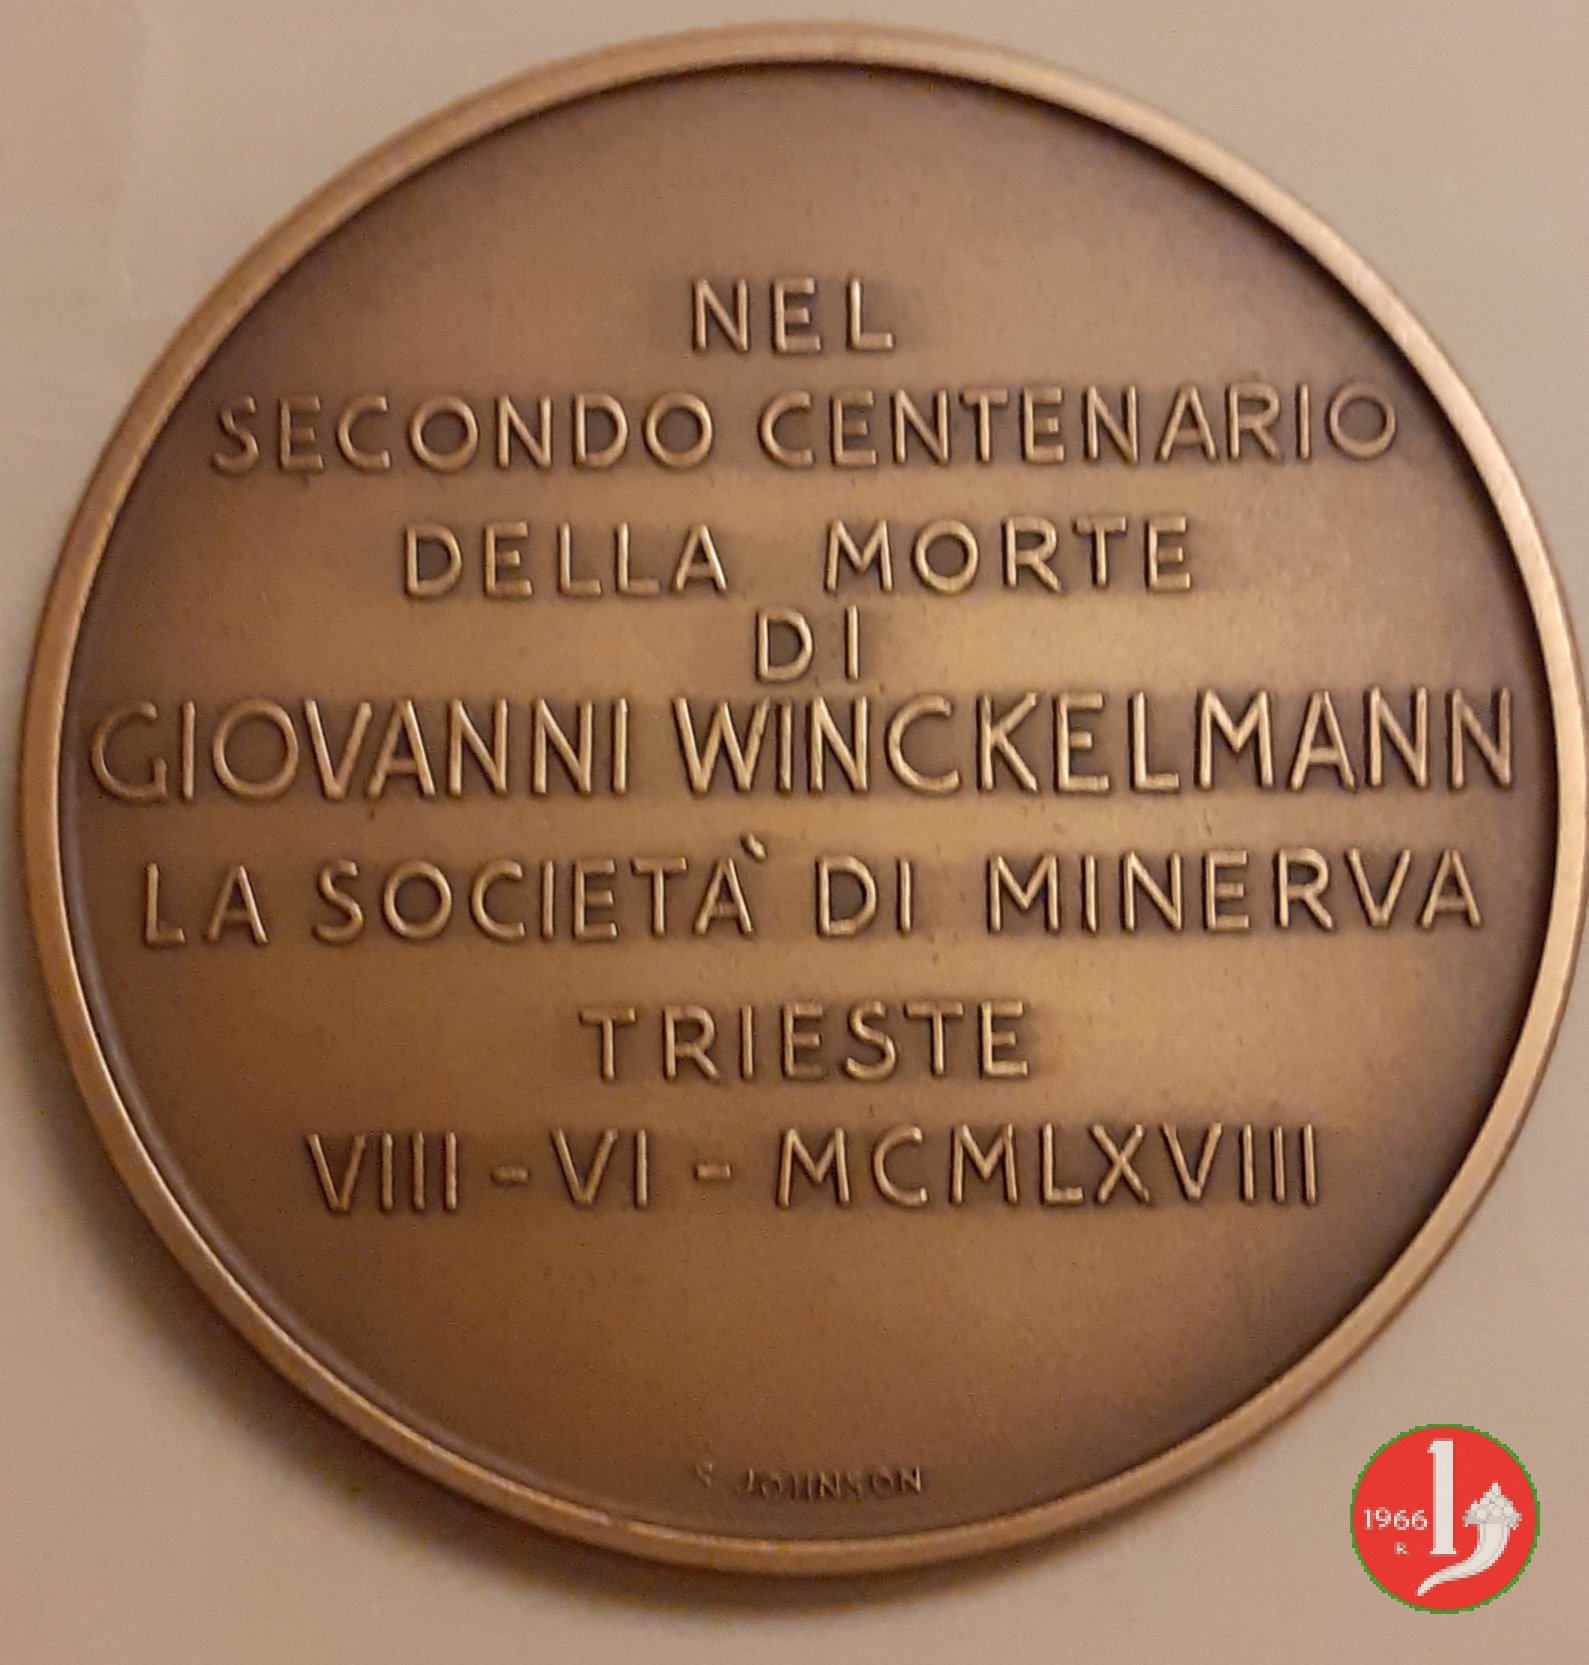 NEL
SECONDO CENTENARIO
DELLA MORTE
DI
GIOVANNI WINCKELMANN
LA SOCIETÀ DI MINERVA
TRIESTE
VIII - VI - MCMLXVIII
S JOHNSON
1966
R